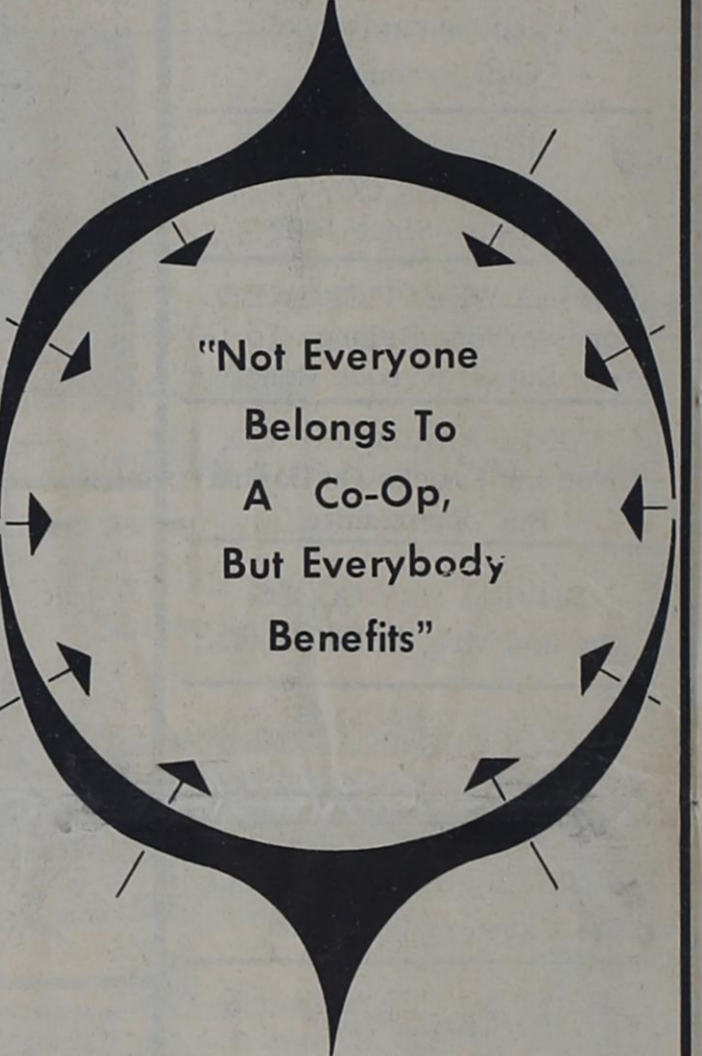 "Not Everyone
Belongs To
A Co-Op,
But Everybody
Benefits”